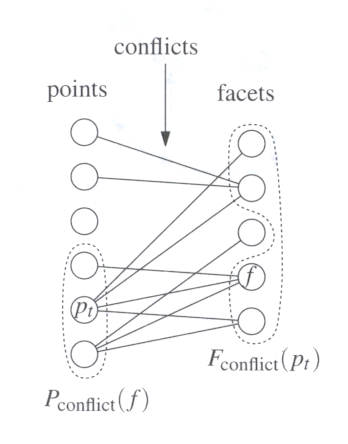 conflicts
points
facets
f
p_t
F_conflict(p_t)
P_conflict(f)